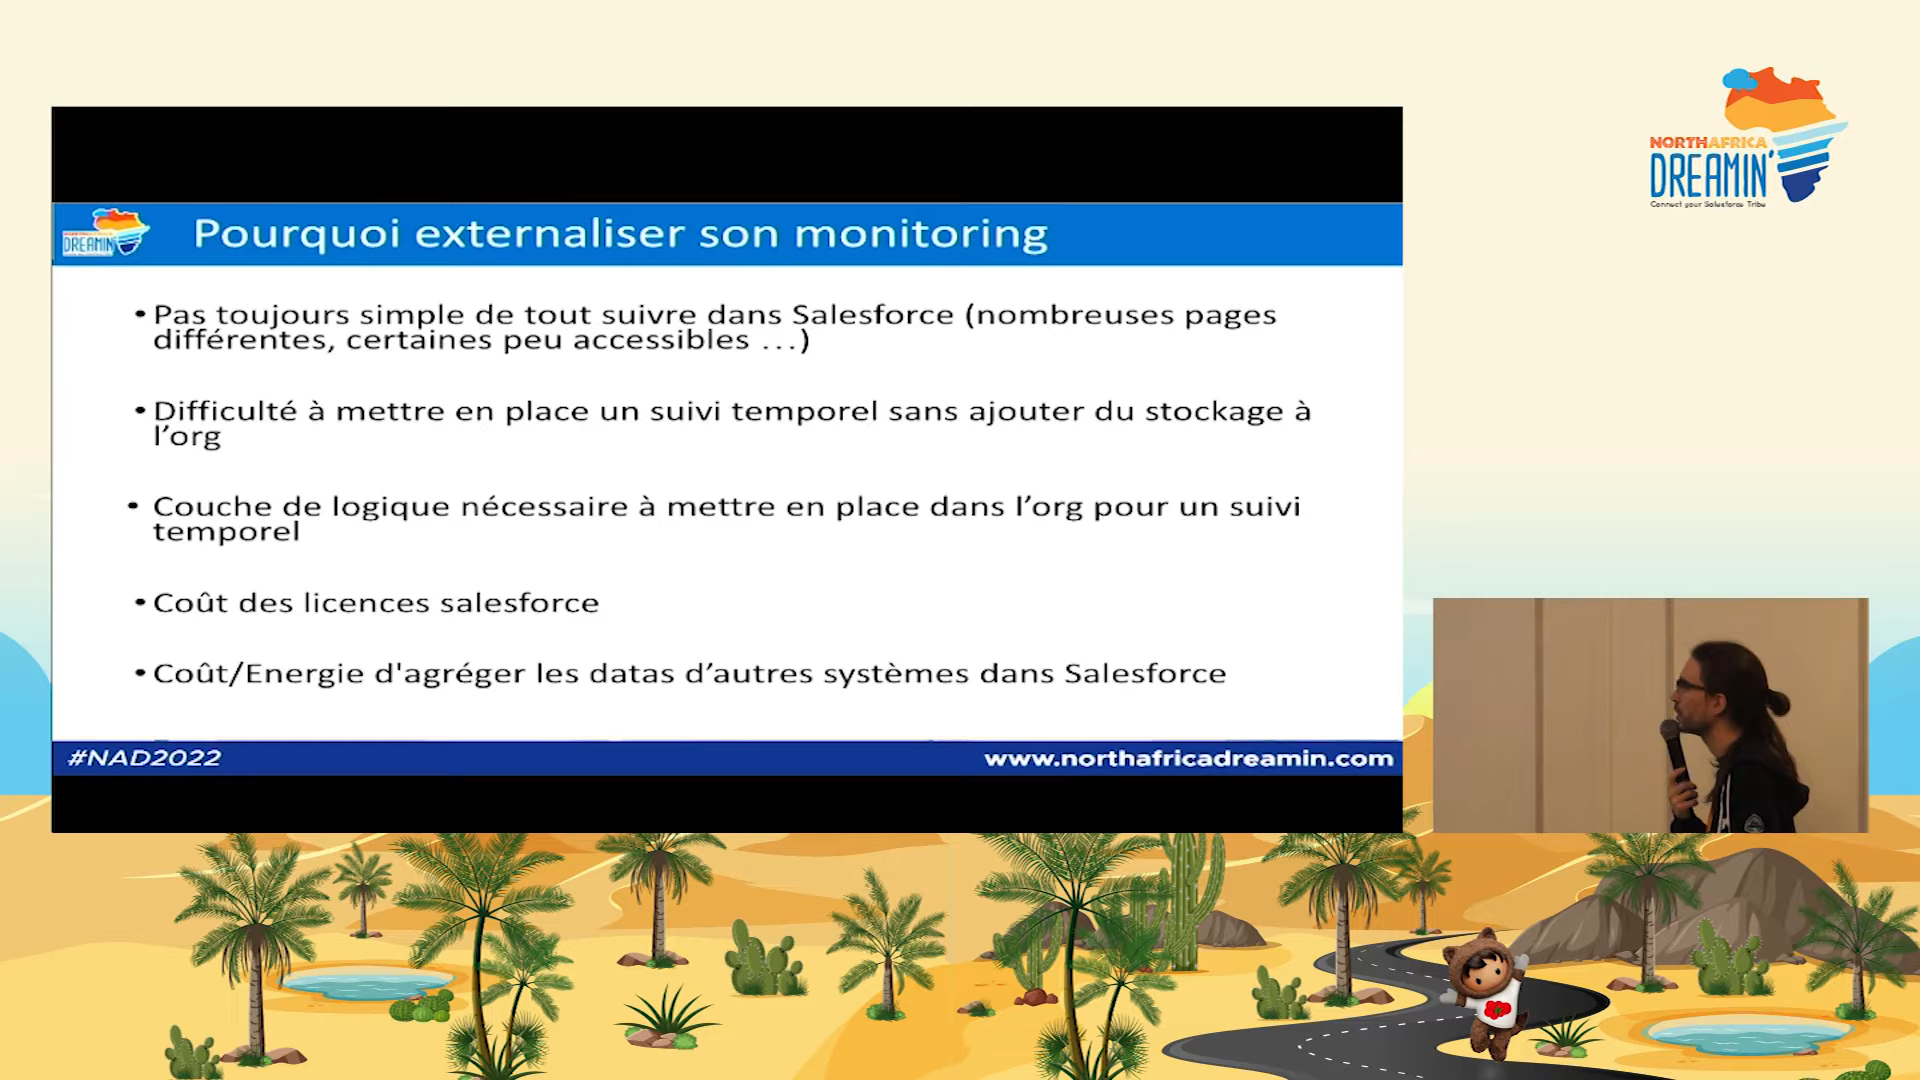 NORTHAFRICA
DREAMIN'
Connect your Salesforce Tribe
DREAMIN'
Pourquoi externaliser son monitoring
• Pas toujours simple de tout suivre dans Salesforce (nombreuses pages
différentes, certaines peu accessibles …)
• Difficulté à mettre en place un suivi temporel sans ajouter du stockage à
l’org
• Couche de logique nécessaire à mettre en place dans l’org pour un suivi
temporel
• Coût des licences salesforce
• Coût/Energie d'agréger les datas d’autres systèmes dans Salesforce
#NAD2022
www.northafricadreamin.com